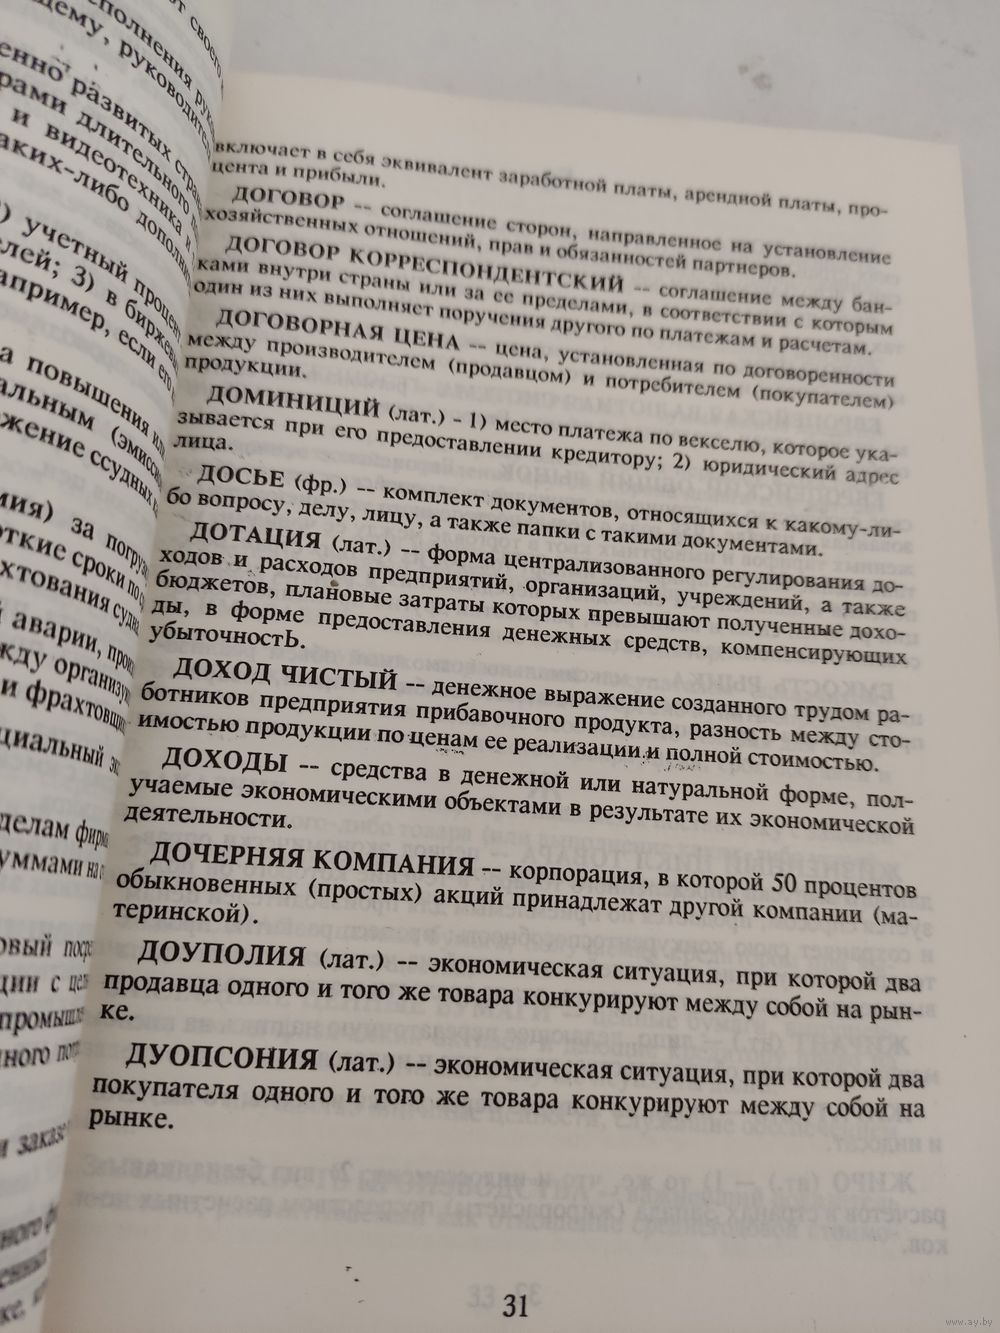 включает в себя эквивалент заработной платы, арендной платы, про-
цента и прибыли.
ДОГОВОР -- соглашение сторон, направленное на установление
хозяйственных отношений, прав и обязанностей партнеров.
ДОГОВОР КОРРЕСПОНДЕНТСКИЙ -- соглашение между бан-
ками внутри страны или за ее пределами, в соответствии с которым
один из них выполняет поручения другого по платежам и расчетам.
ДОГОВОРНАЯ ЦЕНА -- цена, установленная по договоренности
между производителем (продавцом) и потребителем (покупателем)
продукции.
ДОМИНИЦИЙ (лат.) - 1) место платежа по векселю, которое ука-
зывается при его предоставлении кредитору; 2) юридический адрес
лица.
ДОСЬЕ (фр.) -- комплект документов, относящихся к какому-ли-
бо вопросу, делу, лицу, а также папки с такими документами.
ДОТАЦИЯ (лат.) -- форма централизованного регулирования до-
ходов и расходов предприятий, организаций, учреждений, а также
бюджетов, плановые затраты которых превышают полученные дохо-
ды, в форме предоставления денежных средств, компенсирующих
убыточностЬ.
ДОХОД ЧИСТЫЙ -- денежное выражение созданного трудом ра-
ботников предприятия прибавочного продукта, разность между сто-
имостью продукции по ценам ее реализации и полной стоимостью.
ДОХОДЫ -- средства в денежной или натуральной форме, пол-
учаемые экономическими объектами в результате их экономической
деятельности.
ДОЧЕРНЯЯ КОМПАНИЯ -- корпорация, в которой 50 процентов
обыкновенных (простых) акций принадлежат другой компании (ма-
теринской).
ДОУПОЛИЯ (лат.) -- экономическая ситуация, при которой два
продавца одного и того же товара конкурируют между собой на рын-
ке.
ДУОПСОНИЯ (лат.) -- экономическая ситуация, при которой два
покупателя одного и того же товара конкурируют между собой на
рынке.
31
www.ay.by